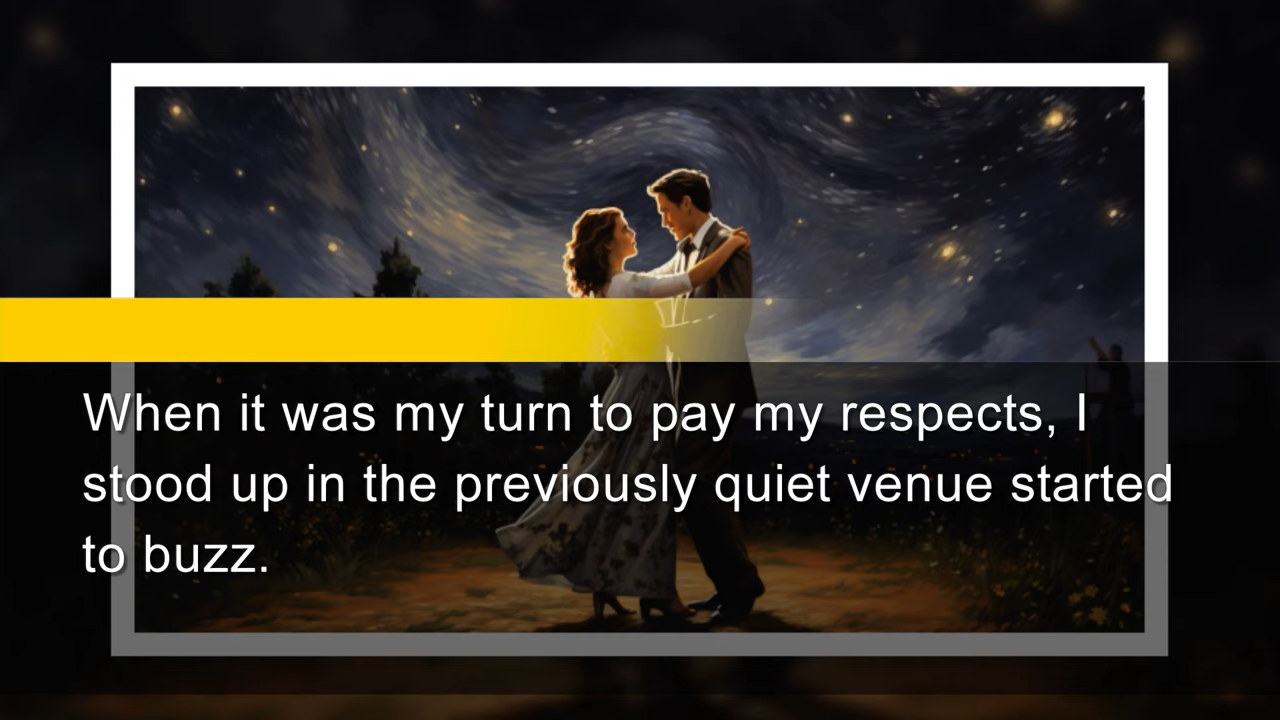 When it was my turn to pay my respects, I
stood up in the previously quiet venue started
to buzz.